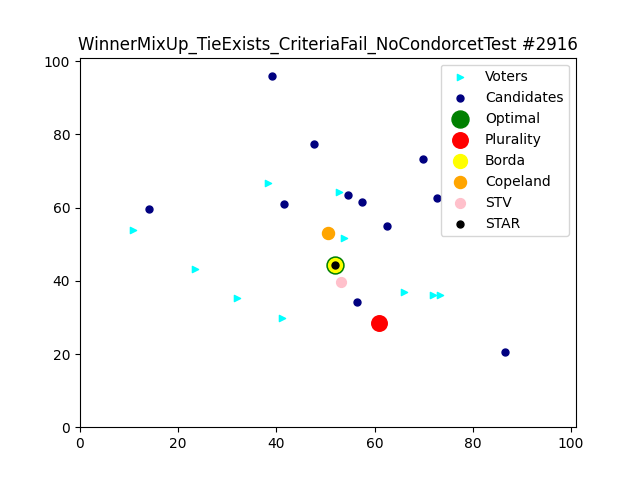 WinnerMixUp_TieExists_CriteriaFail_NoCondorcetTest #2916
100
80
60
40
20
0
0 20 40 60 80 100
Voters
Candidates
Optimal
Plurality
Borda
Copeland
STV
STAR